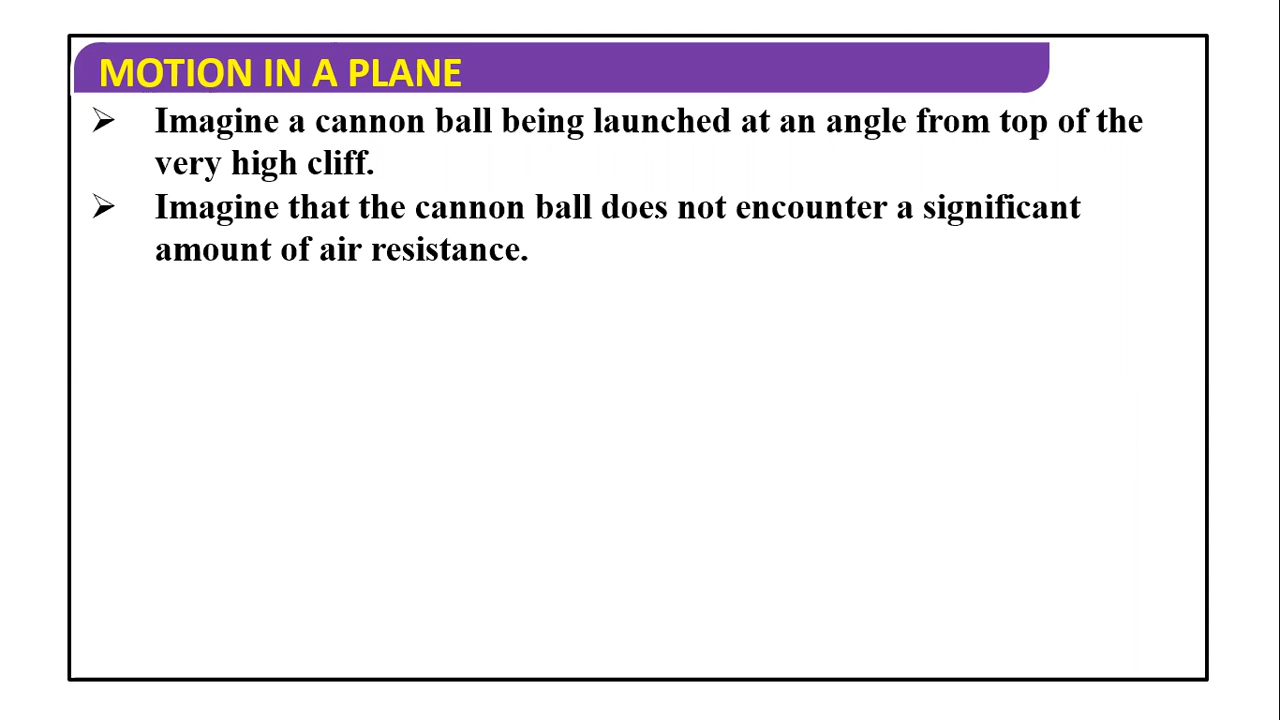 MOTION IN A PLANE
➢ Imagine a cannon ball being launched at an angle from top of the
very high cliff.
➢ Imagine that the cannon ball does not encounter a significant
amount of air resistance.